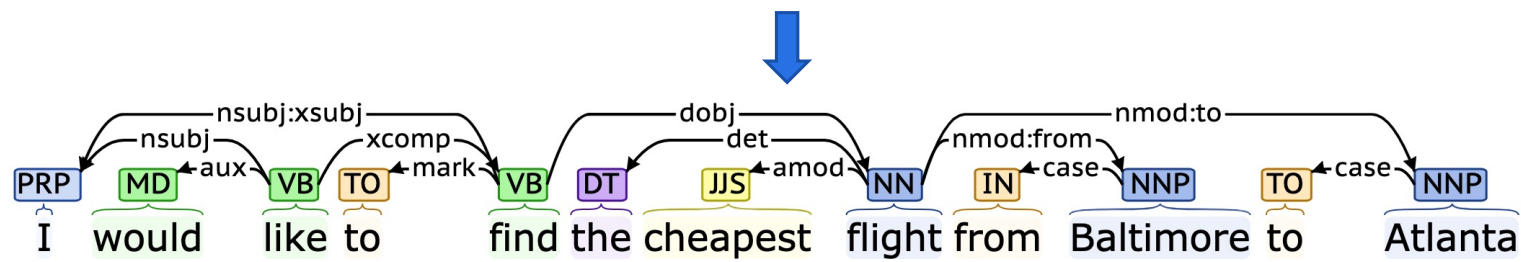 nsubj:xsubj dobj nmod:to
nsubj xcomp det nmod:from
aux mark amod case case
PRP MD VB TO VB DT JJS NN IN NNP TO NNP
I would like to find the cheapest flight from Baltimore to Atlanta